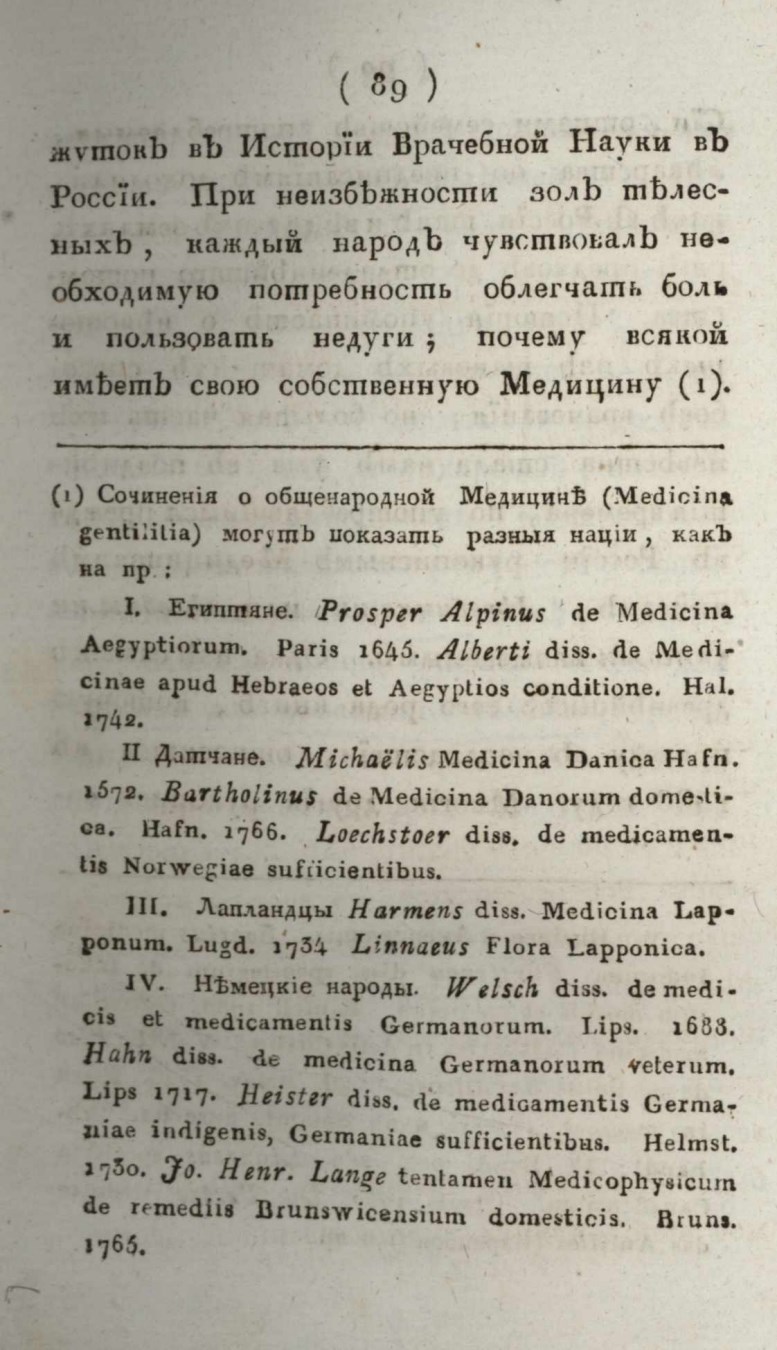 ( 89 )
жутокъ въ Исторїи Врачебной Науки въ
Россїи. При неизбѣжности золъ тѣлес-
ныхъ, каждый народъ чувствовалъ не-
обходимую потребность облегчать боль
и пользовать недуги; почему всякой
имѣетъ свою собственную Медицину (1).
(1) Сочиненія о общенародной Медицинѣ (Medicina
gentilitia) могутъ показать разныя націи, какъ
на пр.:
I. Египтяне. Prosper Alpinus de Medicina
Aegyptiorum. Paris 1645. Alberti diss. de Medi-
cinae apud Hebraeos et Aegyptios conditione. Hal.
1742.
II Датчане. Michaëlis Medicina Danica Hafn.
1672. Bartholinus de Medicina Danorum domesti-
ca. Hafn. 1766. Loechstoer diss. de medicamen-
tis Norwegiae sufficientibus.
III. Лапландцы Harmens diss. Medicina Lap-
ponum. Lugd. 1734 Linnaeus Flora Lapponica.
IV. Нѣмецкіе народы. Welsch diss. de medi-
cis et medicamentis Germanorum. Lips. 1688.
Hahn diss. de medicina Germanorum veterum.
Lips 1717. Heister diss. de medicamentis Germa-
niae indigenis, Germaniae sufficientibus. Helmst.
1730. Jo. Henr. Lange tentamen Medicophysicum
de remediis Brunswicensium domesticis. Bruns.
1765.